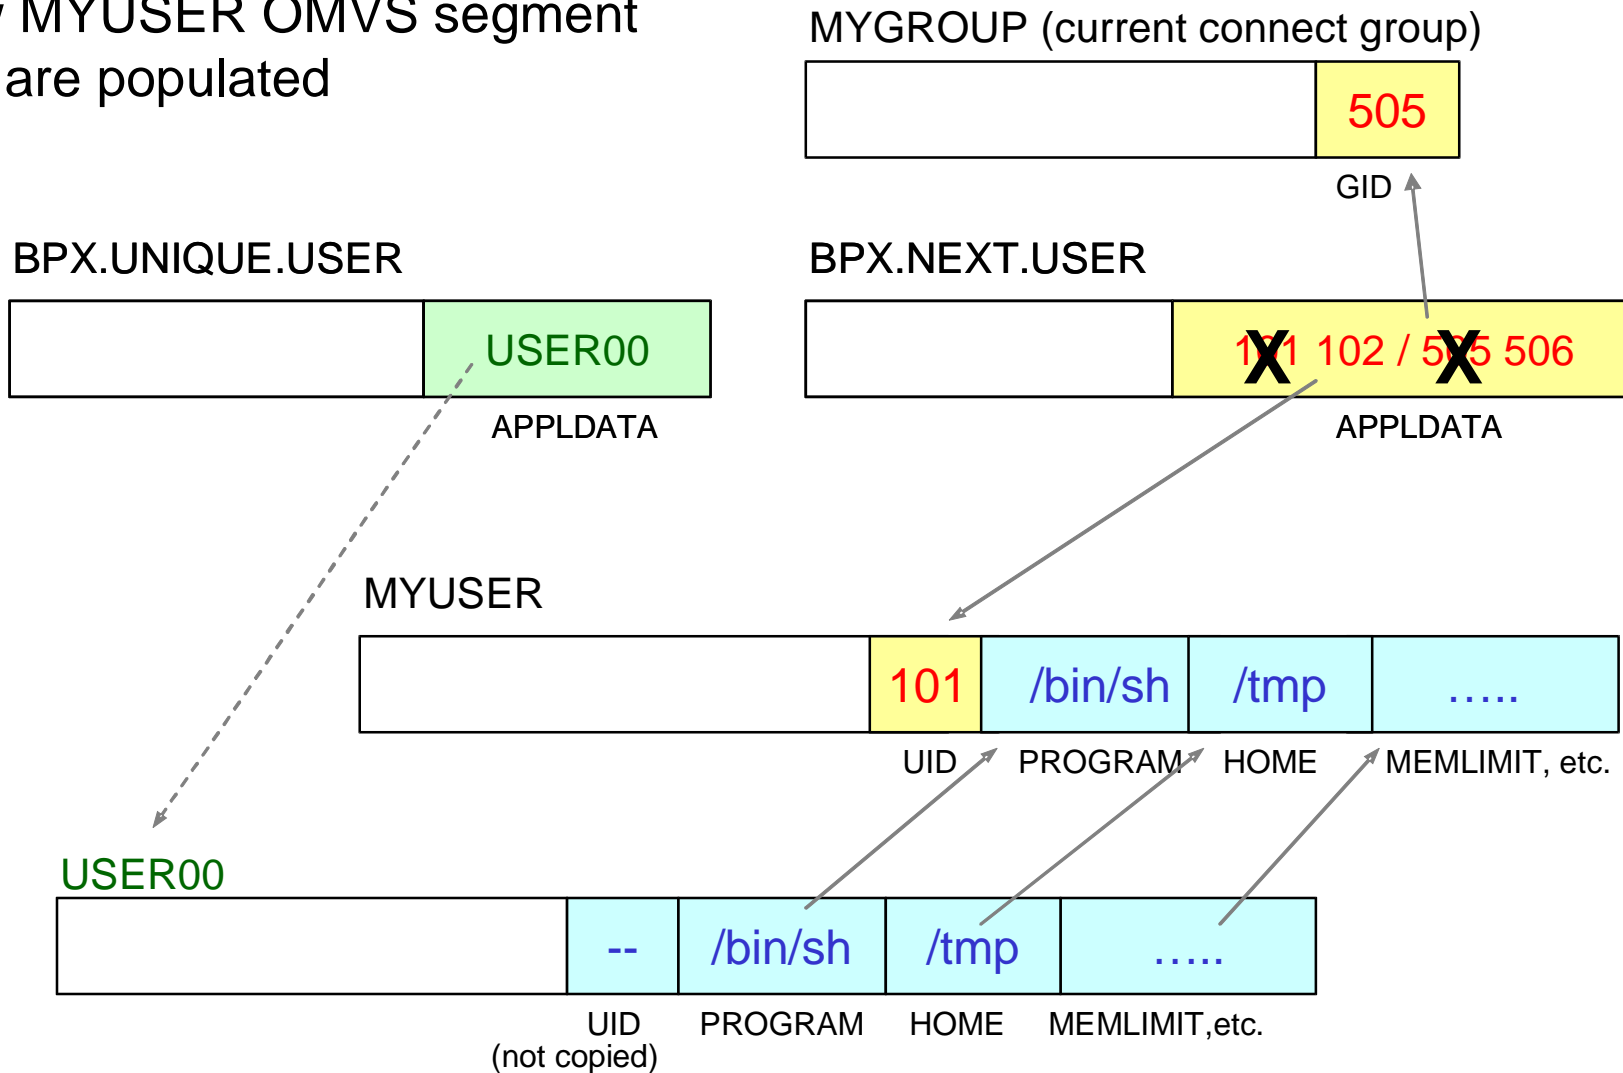 MYUSER OMVS segment
are populated
MYGROUP (current connect group)
505
GID
BPX.UNIQUE.USER
USER00
APPLDATA
BPX.NEXT.USER
101 102 / 505 506
X X
APPLDATA
MYUSER
101 /bin/sh /tmp .....
UID PROGRAM HOME MEMLIMIT, etc.
USER00
-- /bin/sh /tmp .....
UID PROGRAM HOME MEMLIMIT,etc.
(not copied)